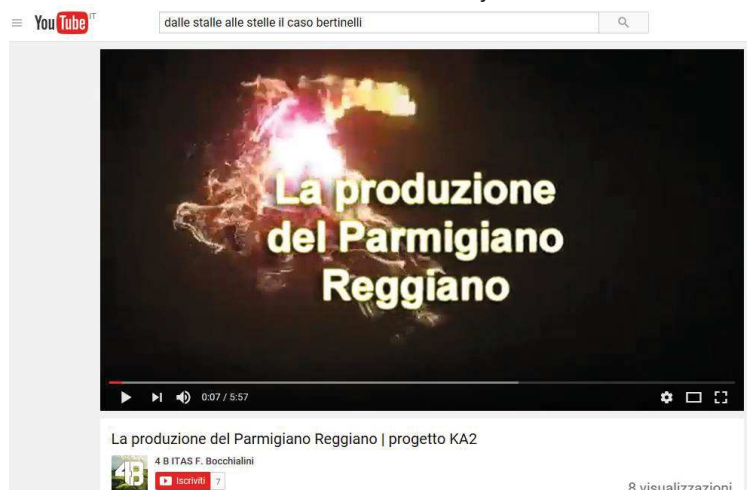 YouTube IT
dalle stalle alle stelle il caso bertinelli
La produzione
del Parmigiano
Reggiano
0:07 / 5:57
La produzione del Parmigiano Reggiano | progetto KA2
4B
4 B ITAS F. Bocchialini
Iscriviti 7
8 visualizzazioni